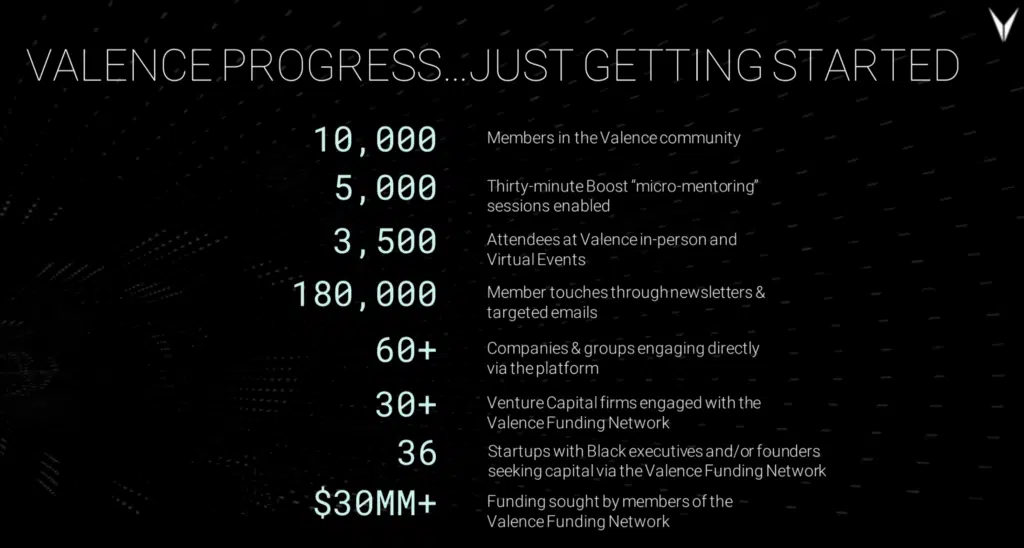 VALENCE PROGRESS...JUST GETTING STARTED
10,000
Members in the Valence community
5,000
Thirty-minute Boost “micro-mentoring”
sessions enabled
3,500
Attendees at Valence in-person and
Virtual Events
180,000
Member touches through newsletters &
targeted emails
60+
Companies & groups engaging directly
via the platform
30+
Venture Capital firms engaged with the
Valence Funding Network
36
Startups with Black executives and/or founders
seeking capital via the Valence Funding Network
$30MM+
Funding sought by members of the
Valence Funding Network